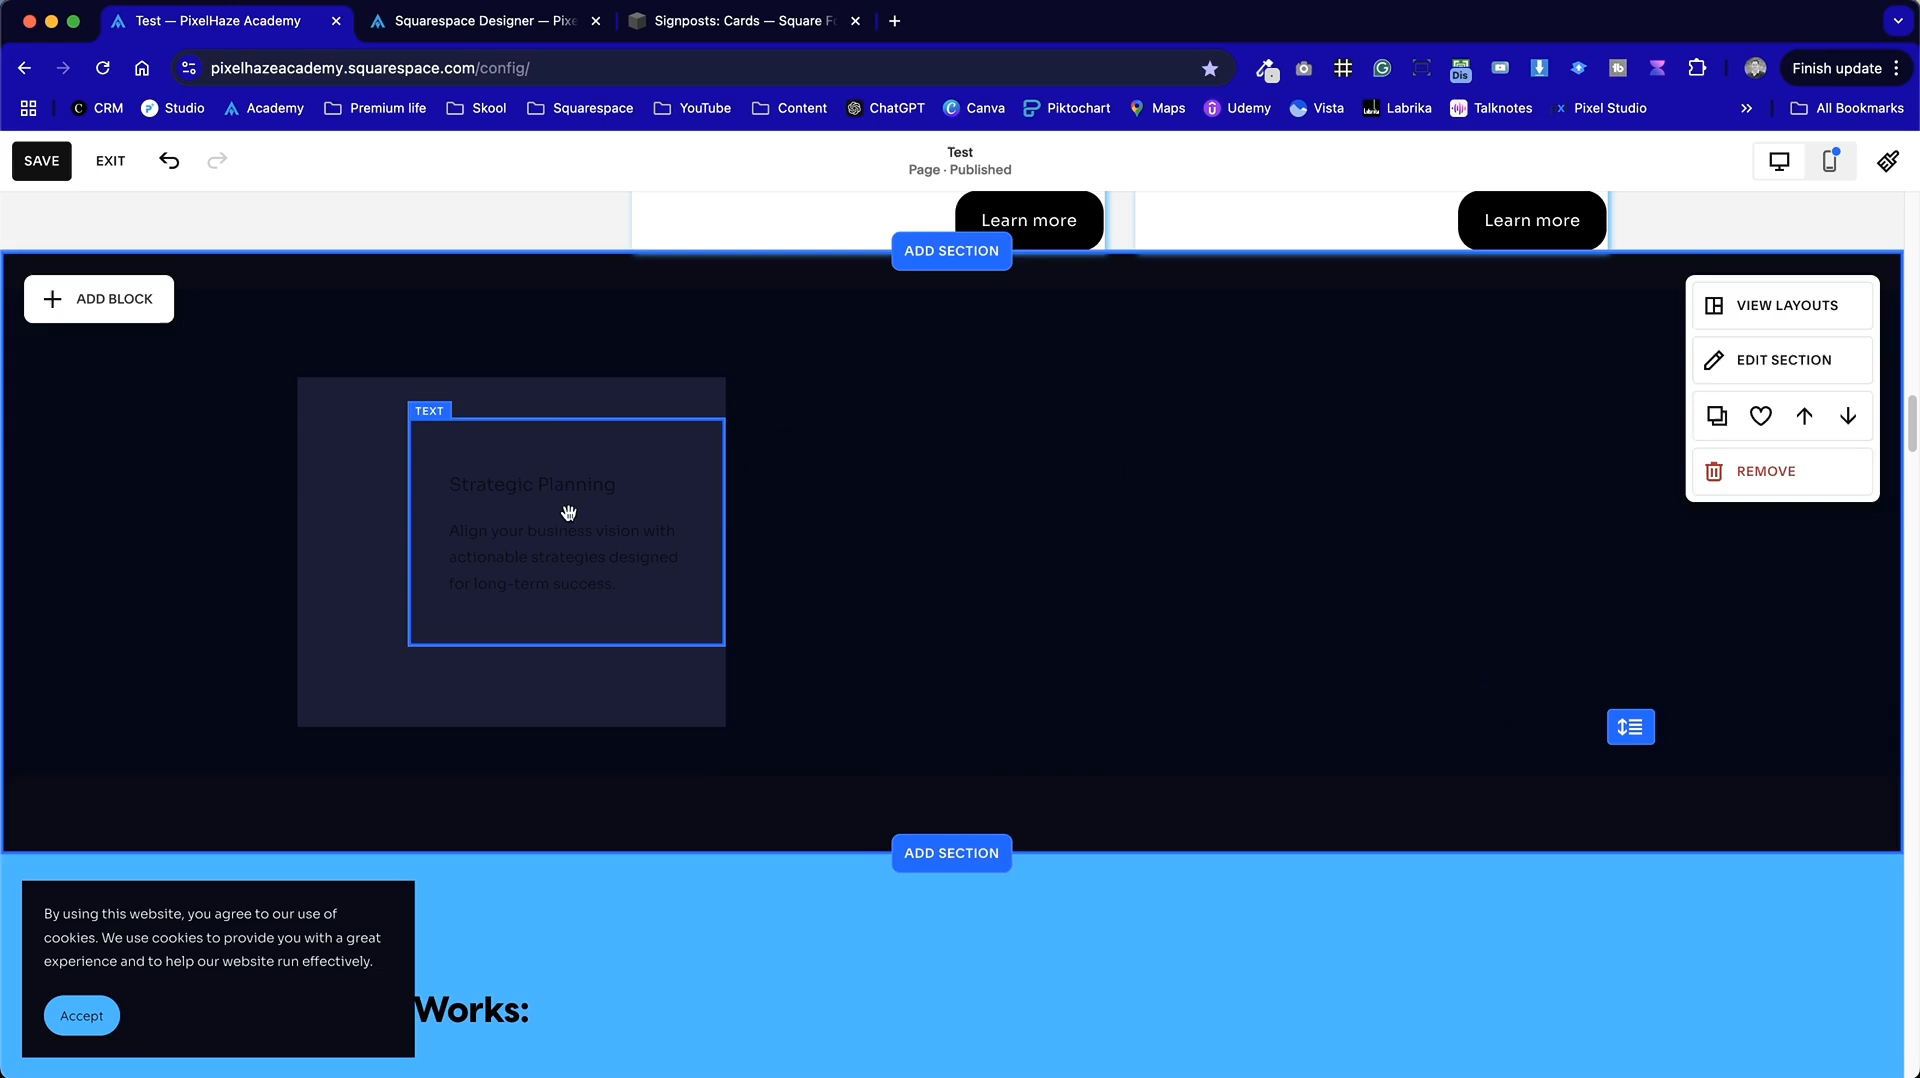 Test — PixelHaze Academy
Squarespace Designer — Pix
Signposts: Cards — Square Fo
pixelhazeacademy.squarespace.com/config/
Dis
Finish update
CRM
Studio
Academy
Premium life
Skool
Squarespace
YouTube
Content
ChatGPT
Canva
Piktochart
Maps
Udemy
Vista
Labrika
Talknotes
Pixel Studio
All Bookmarks
SAVE
EXIT
Test
Page · Published
Learn more
Learn more
ADD SECTION
ADD BLOCK
VIEW LAYOUTS
EDIT SECTION
REMOVE
TEXT
Strategic Planning
Align your business vision with
actionable strategies designed
for long-term success.
ADD SECTION
By using this website, you agree to our use of
cookies. We use cookies to provide you with a great
experience and to help our website run effectively.
Accept
Works: